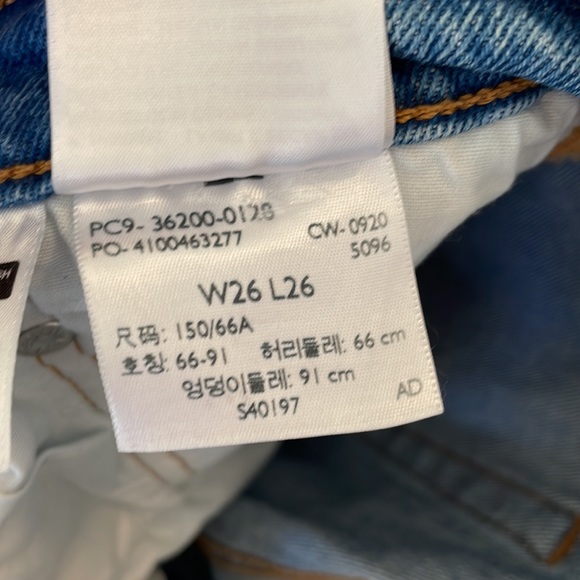 PC9- 36200-0128
PO- 4100463277
CW-0920
5096
W26 L26
尺码: 150/66A
호칭: 66-91 허리둘레: 66 cm
엉덩이둘레: 91 cm
S40197
AD